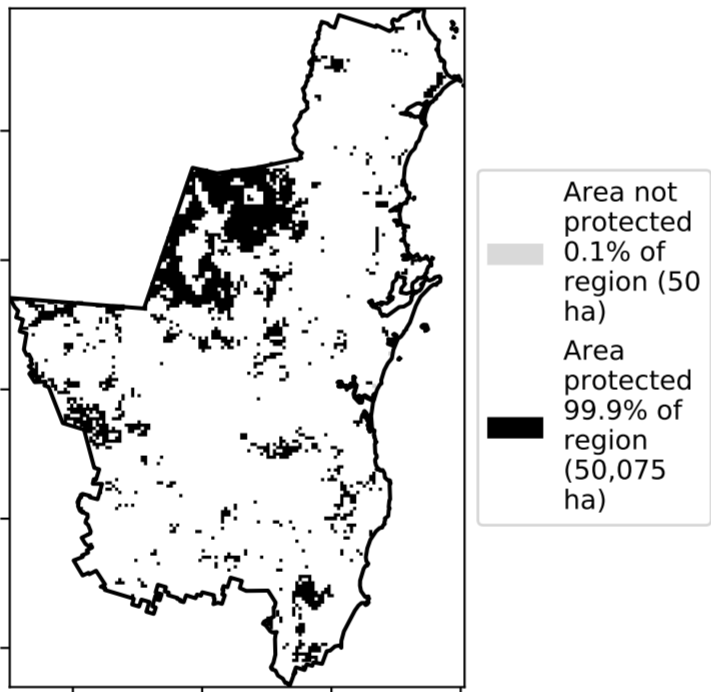 Area not
protected
0.1% of
region (50
ha)
Area
protected
99.9% of
region
(50,075
ha)